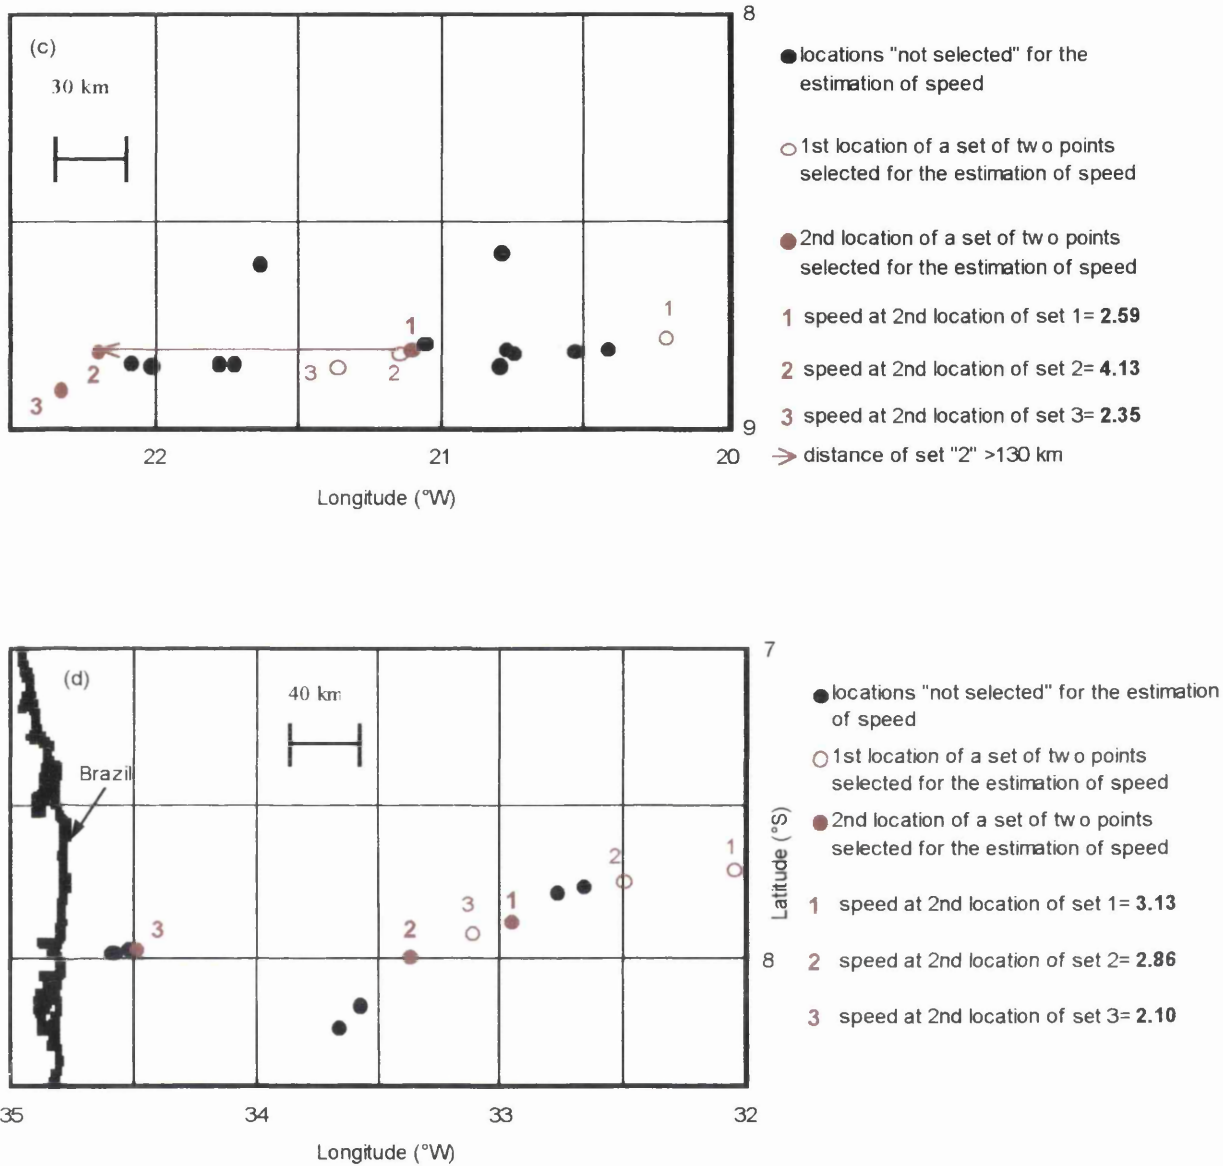 (c)
30 km
8
9
1
1
2
3
2
2
3
22
21
20
Longitude (°W)
locations "not selected" for the
estimation of speed
1st location of a set of two points
selected for the estimation of speed
2nd location of a set of two points
selected for the estimation of speed
1 speed at 2nd location of set 1= 2.59
2 speed at 2nd location of set 2= 4.13
3 speed at 2nd location of set 3= 2.35
distance of set "2" >130 km
(d)
40 km
Brazil
7
8
Latitude (°S)
1
2
3
1
2
3
35
34
33
32
Longitude (°W)
locations "not selected" for the estimation
of speed
1st location of a set of two points
selected for the estimation of speed
2nd location of a set of two points
selected for the estimation of speed
1 speed at 2nd location of set 1= 3.13
2 speed at 2nd location of set 2= 2.86
3 speed at 2nd location of set 3= 2.10